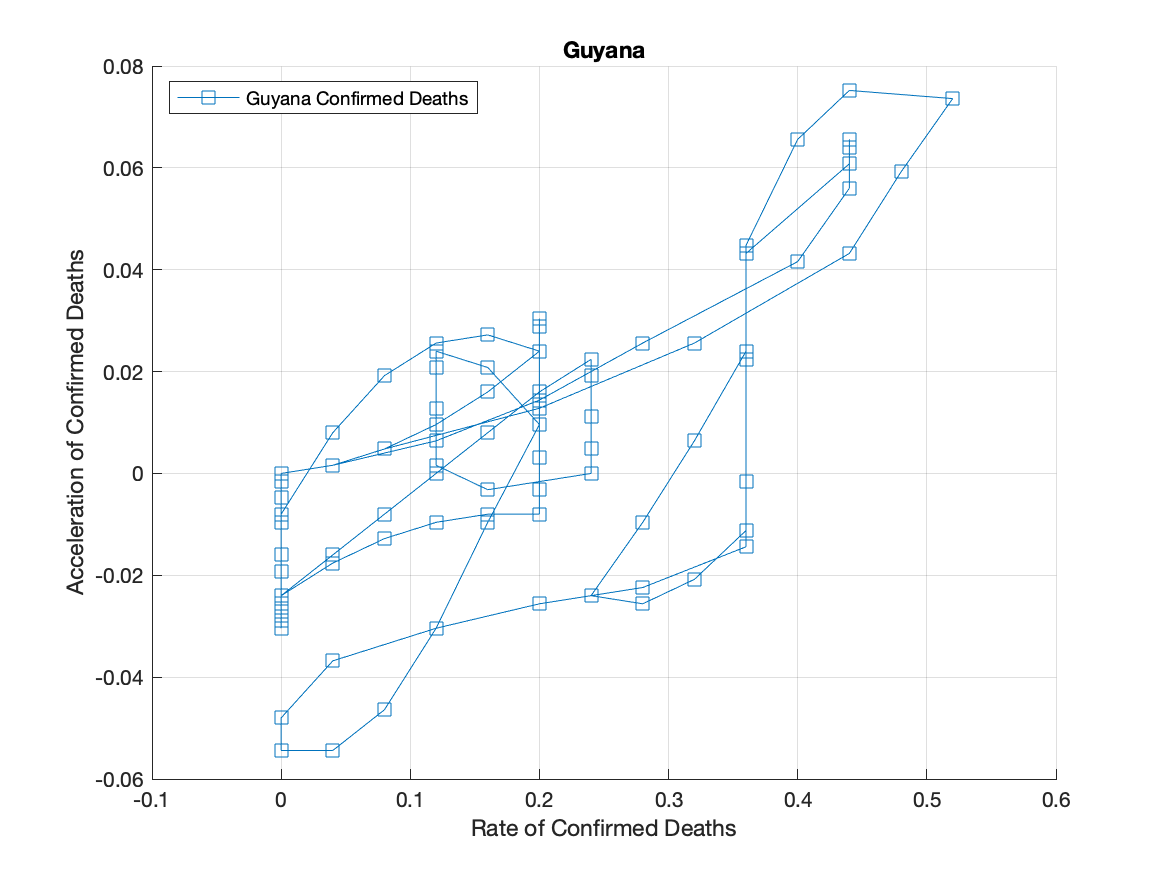 Guyana
Guyana Confirmed Deaths
0.08
0.06
0.04
0.02
0
-0.02
-0.04
-0.06
Acceleration of Confirmed Deaths
-0.1 0 0.1 0.2 0.3 0.4 0.5 0.6
Rate of Confirmed Deaths